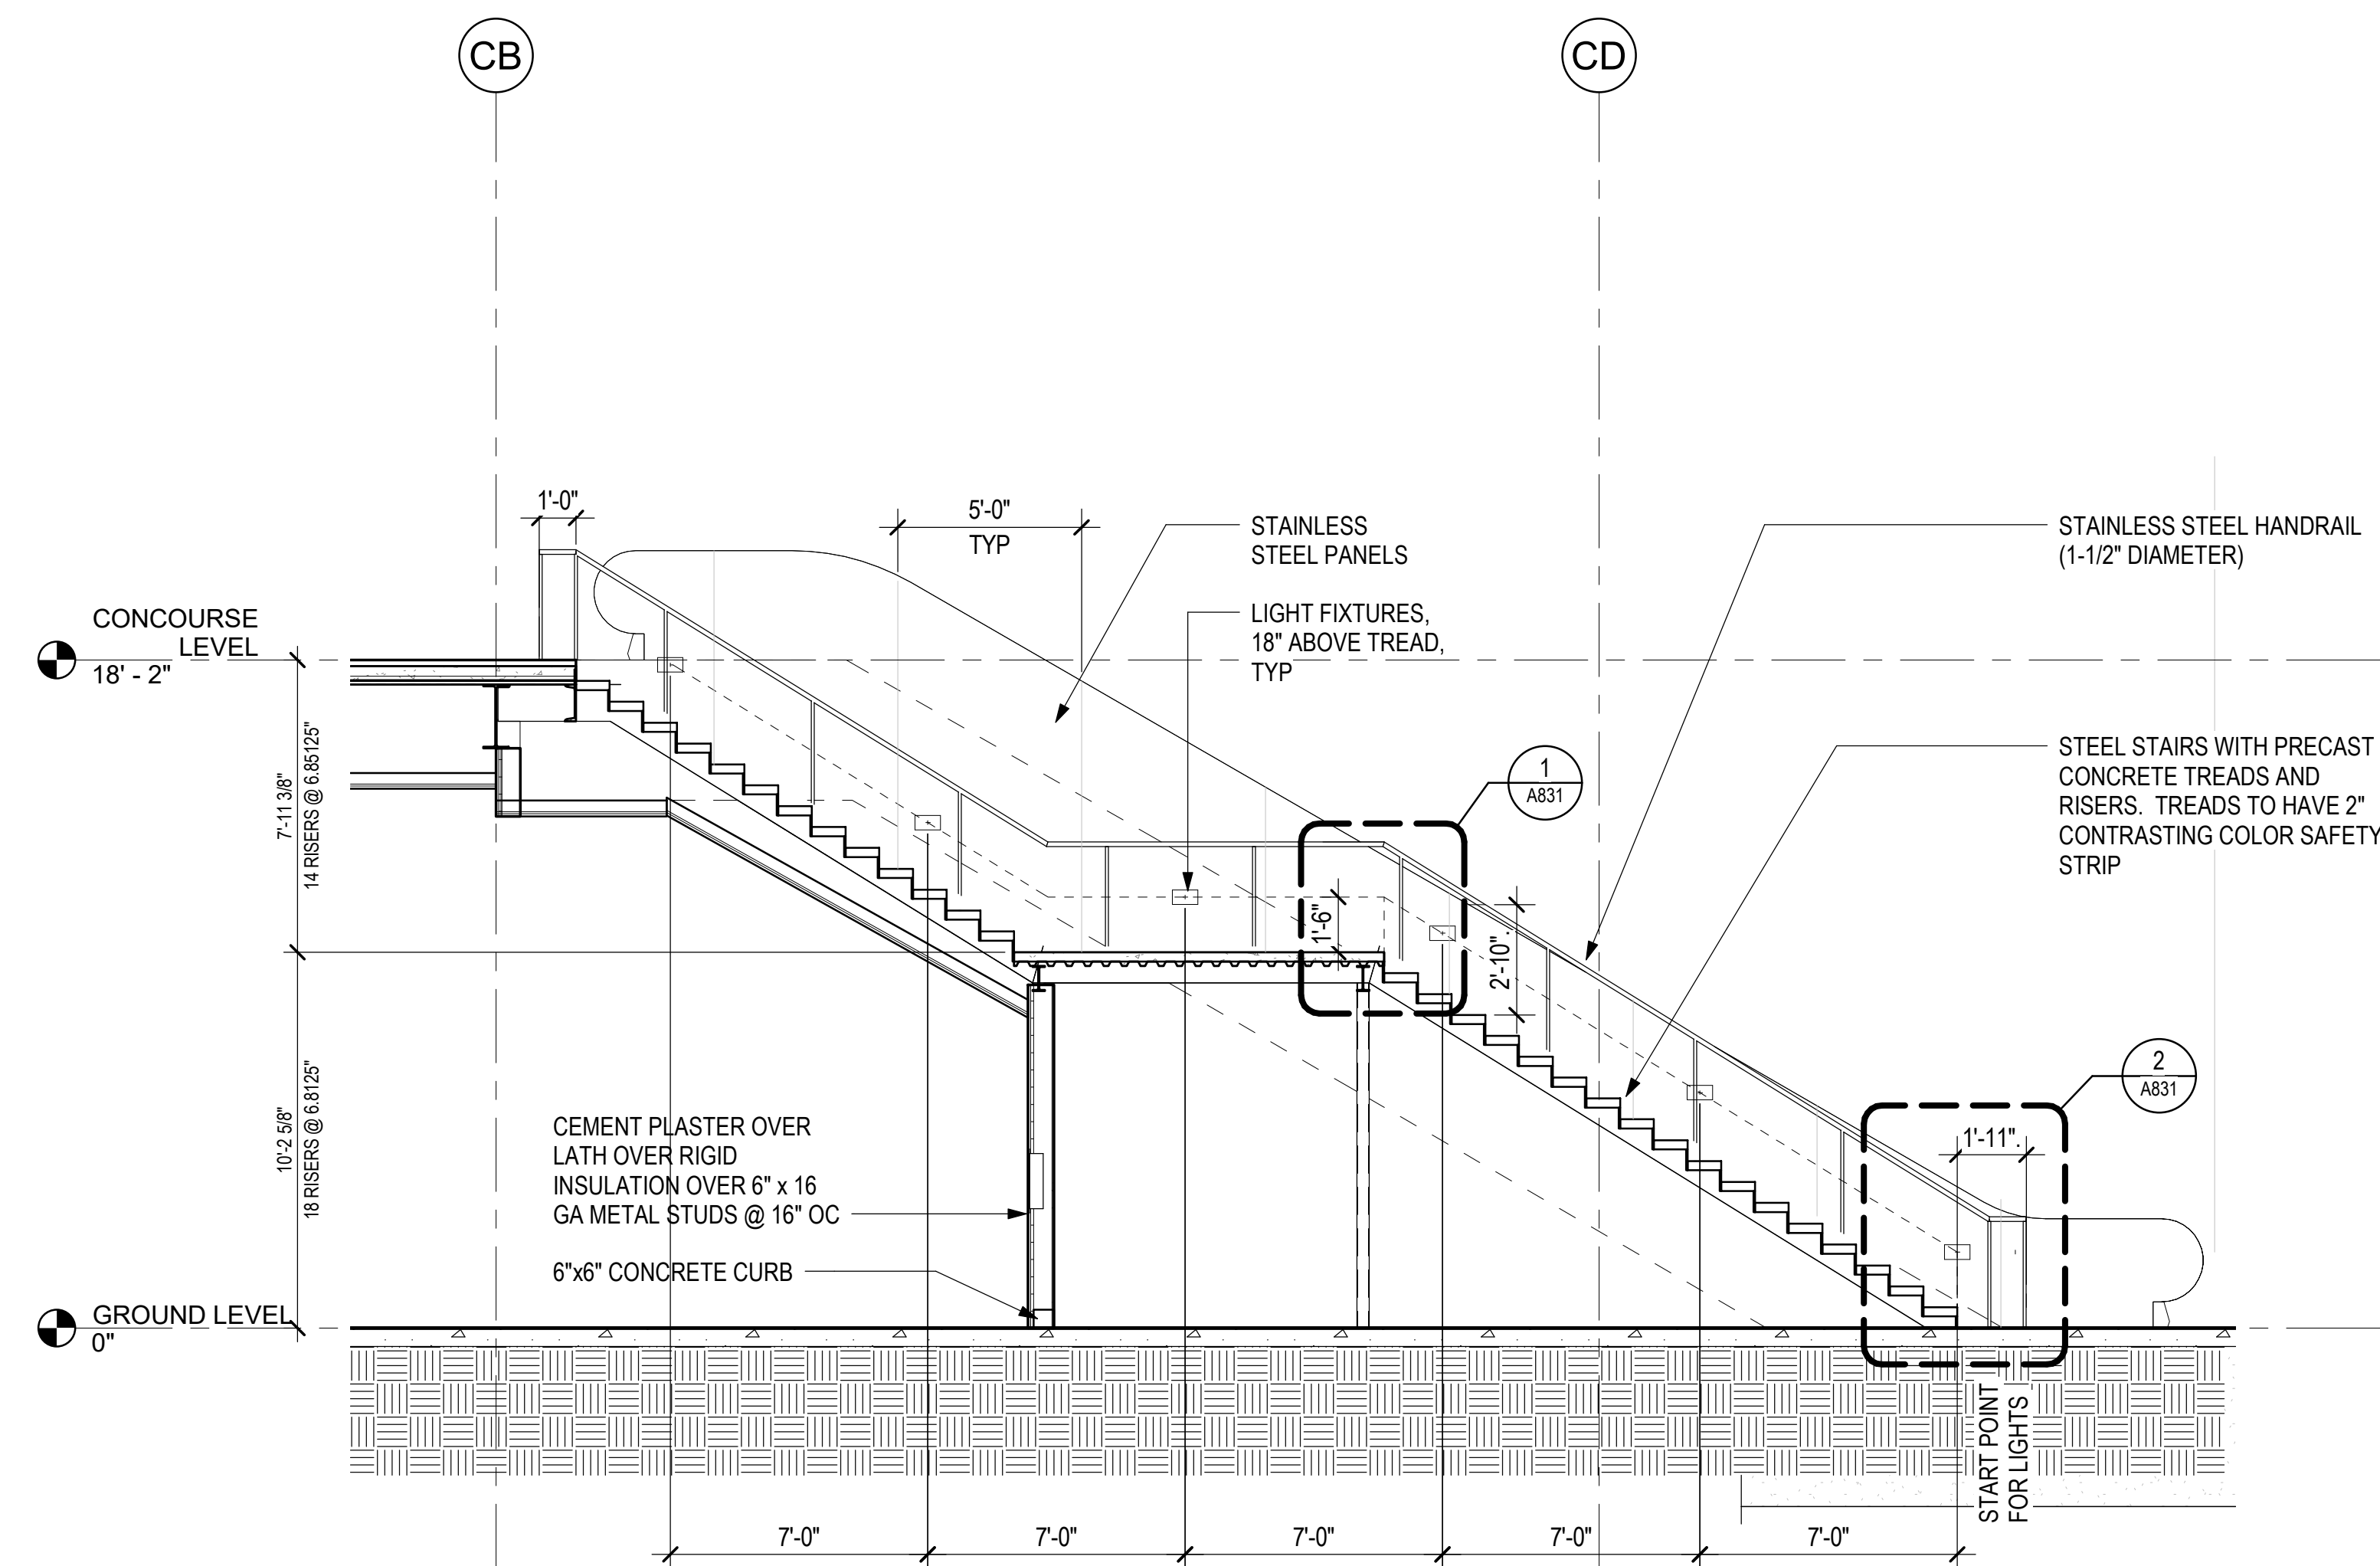 CB
CD
1'-0"
5'-0"
TYP
STAINLESS
STEEL PANELS
STAINLESS STEEL HANDRAIL
(1-1/2" DIAMETER)
LIGHT FIXTURES,
18" ABOVE TREAD,
TYP
CONCOURSE
LEVEL
18' - 2"
7'-11 3/8"
14 RISERS @ 6.85125"
1
A831
STEEL STAIRS WITH PRECAST
CONCRETE TREADS AND
RISERS. TREADS TO HAVE 2"
CONTRASTING COLOR SAFETY
STRIP
1'-6"
2'-10".
2
A831
1'-11".
10'-2 5/8"
18 RISERS @ 6.8125"
CEMENT PLASTER OVER
LATH OVER RIGID
INSULATION OVER 6" x 16
GA METAL STUDS @ 16" OC
6"x6" CONCRETE CURB
GROUND LEVEL
0"
START POINT
FOR LIGHTS
7'-0"
7'-0"
7'-0"
7'-0"
7'-0"